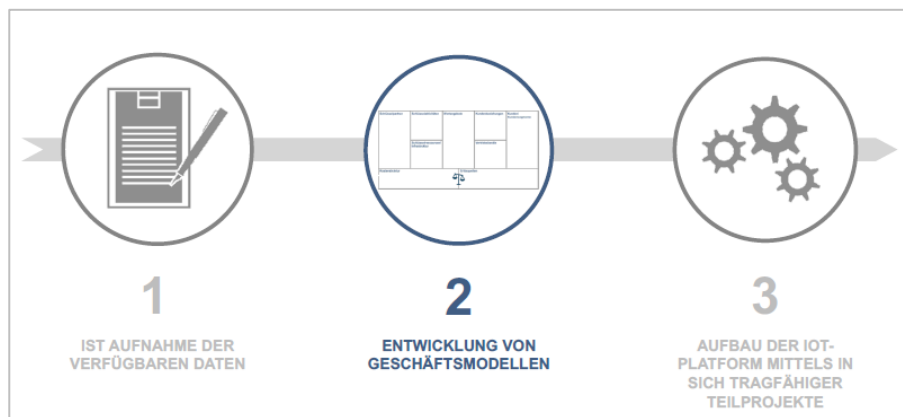 1
IST AUFNAHME DER
VERFÜGBAREN DATEN
2
ENTWICKLUNG VON
GESCHÄFTSMODELLEN
3
AUFBAU DER IOT-
PLATFORM MITTELS IN
SICH TRAGFÄHIGER
TEILPROJEKTE